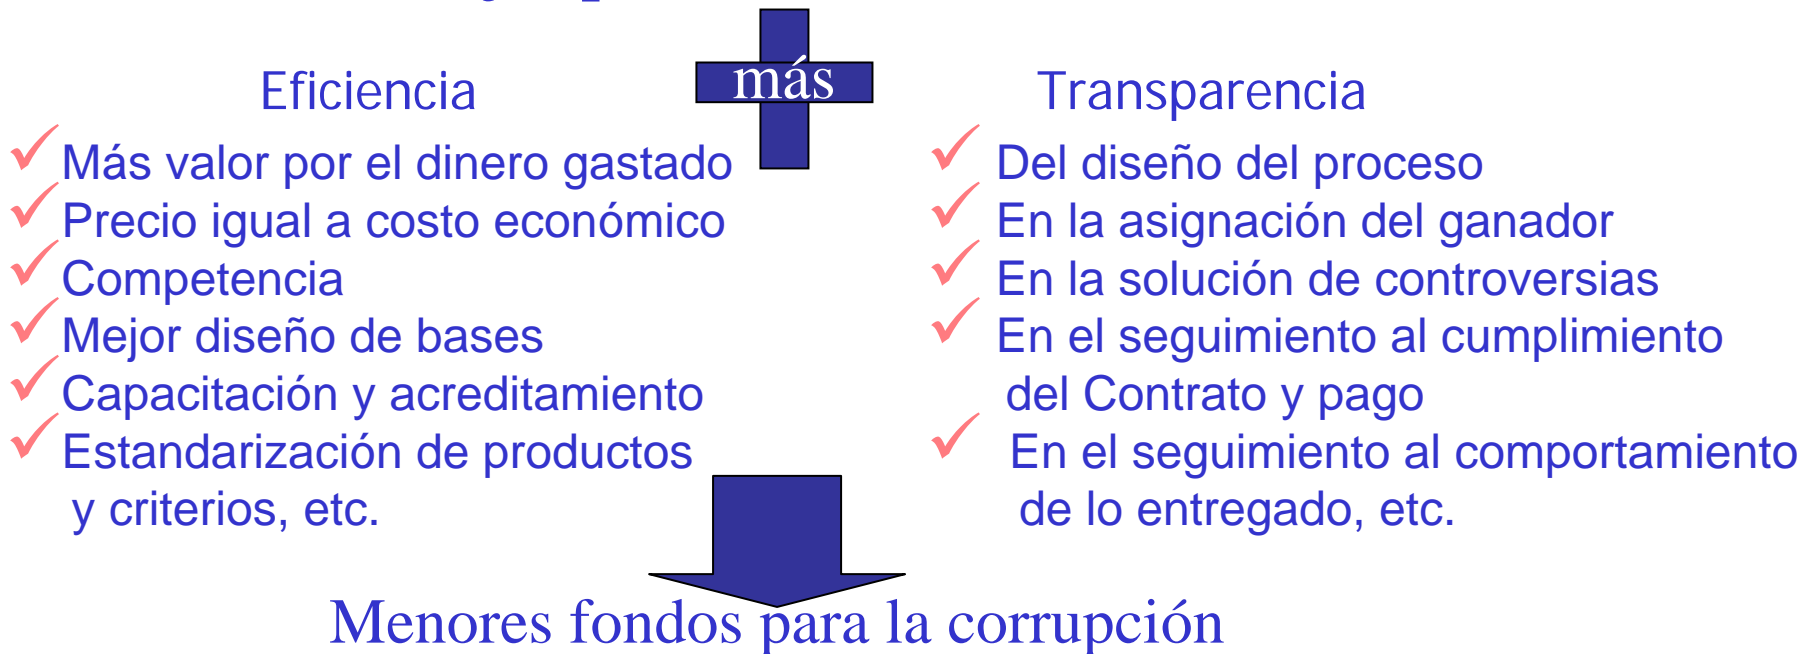 más
Eficiencia
Transparencia
Más valor por el dinero gastado
Precio igual a costo económico
Competencia
Mejor diseño de bases
Capacitación y acreditamiento
Estandarización de productos
y criterios, etc.
Del diseño del proceso
En la asignación del ganador
En la solución de controversias
En el seguimiento al cumplimiento
del Contrato y pago
En el seguimiento al comportamiento
de lo entregado, etc.
Menores fondos para la corrupción